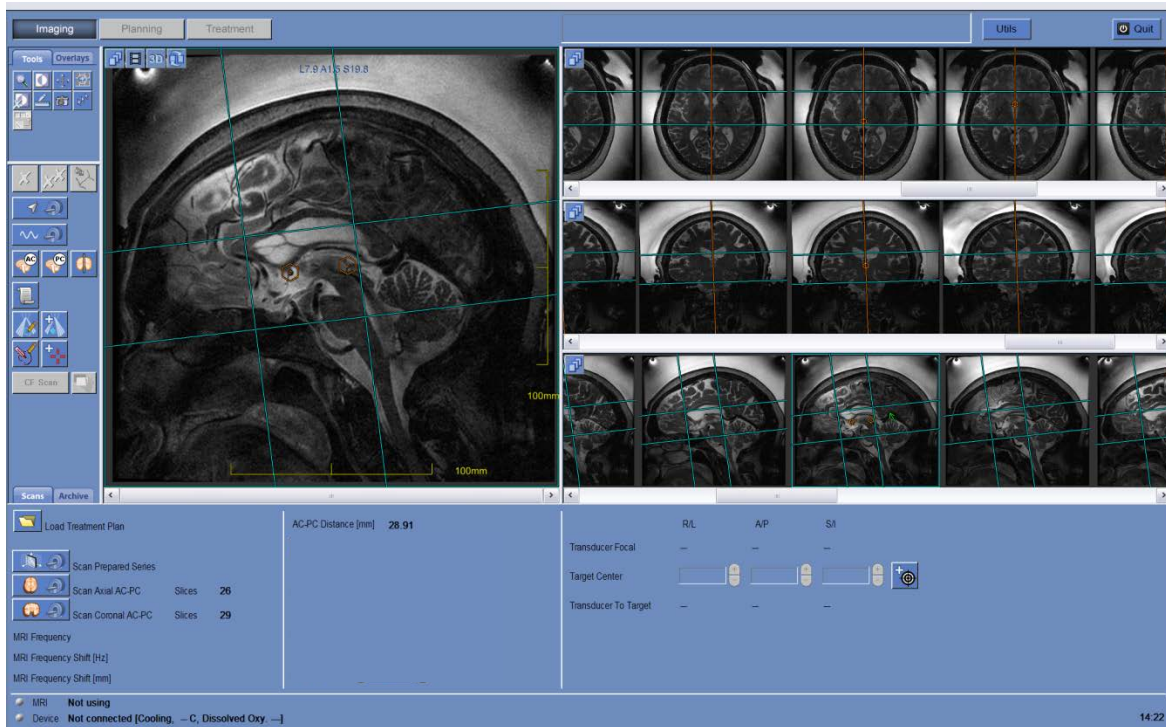 Imaging Planning Treatment Utils Quit
Tools Overlays
3D
L7.9 A1.5 S19.8
AC PC
CF Scan
100mm
100mm
Scans Archive
Load Treatment Plan
Scan Prepared Series
Scan Axial AC-PC Slices 26
Scan Coronal AC-PC Slices 29
MRI Frequency
MRI Frequency Shift [Hz]
MRI Frequency Shift [mm]
AC-PC Distance [mm] 28.91
R/L A/P S/I
Transducer Focal – – –
Target Center
Transducer To Target – – –
MRI Not using
Device Not connected [Cooling, – C, Dissolved Oxy. —]
14:22